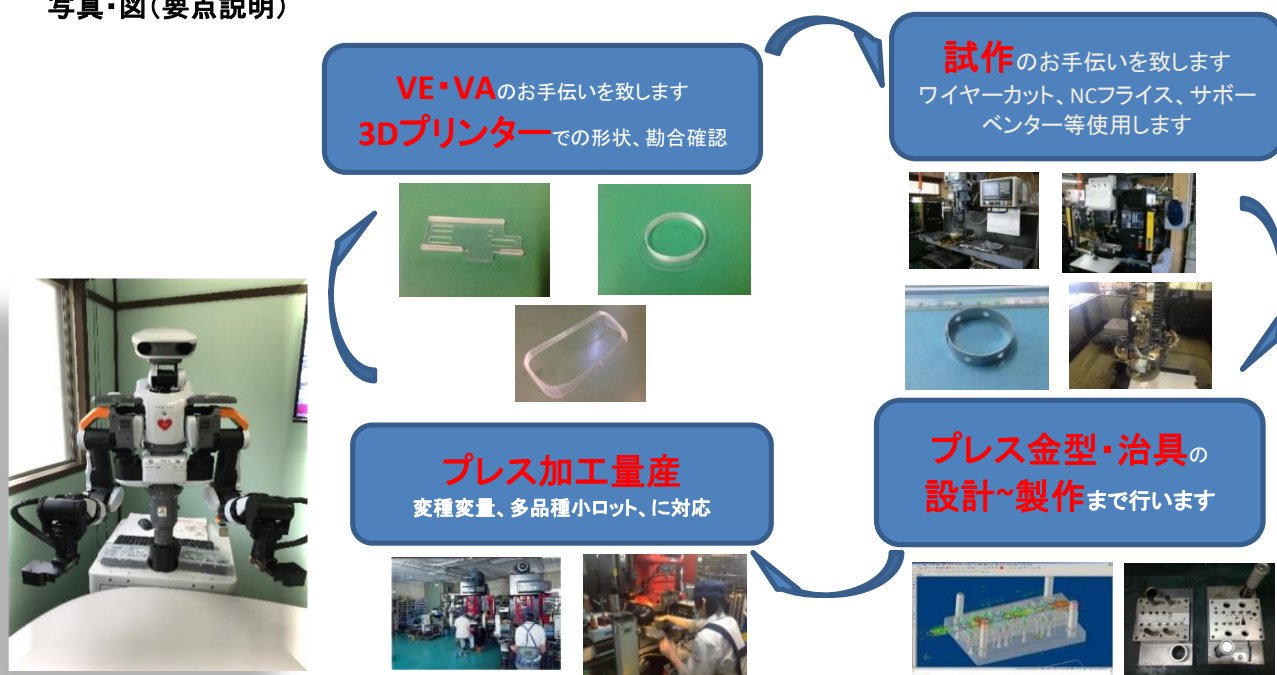 写真・図（要点説明）
VE・VAのお手伝いを致します
3Dプリンターでの形状、勘合確認
試作のお手伝いを致します
ワイヤーカット、NCフライス、サボー
ベンター等使用します
プレス加工量産
変種変量、多品種小ロット、に対応
プレス金型・治具の
設計~製作まで行います